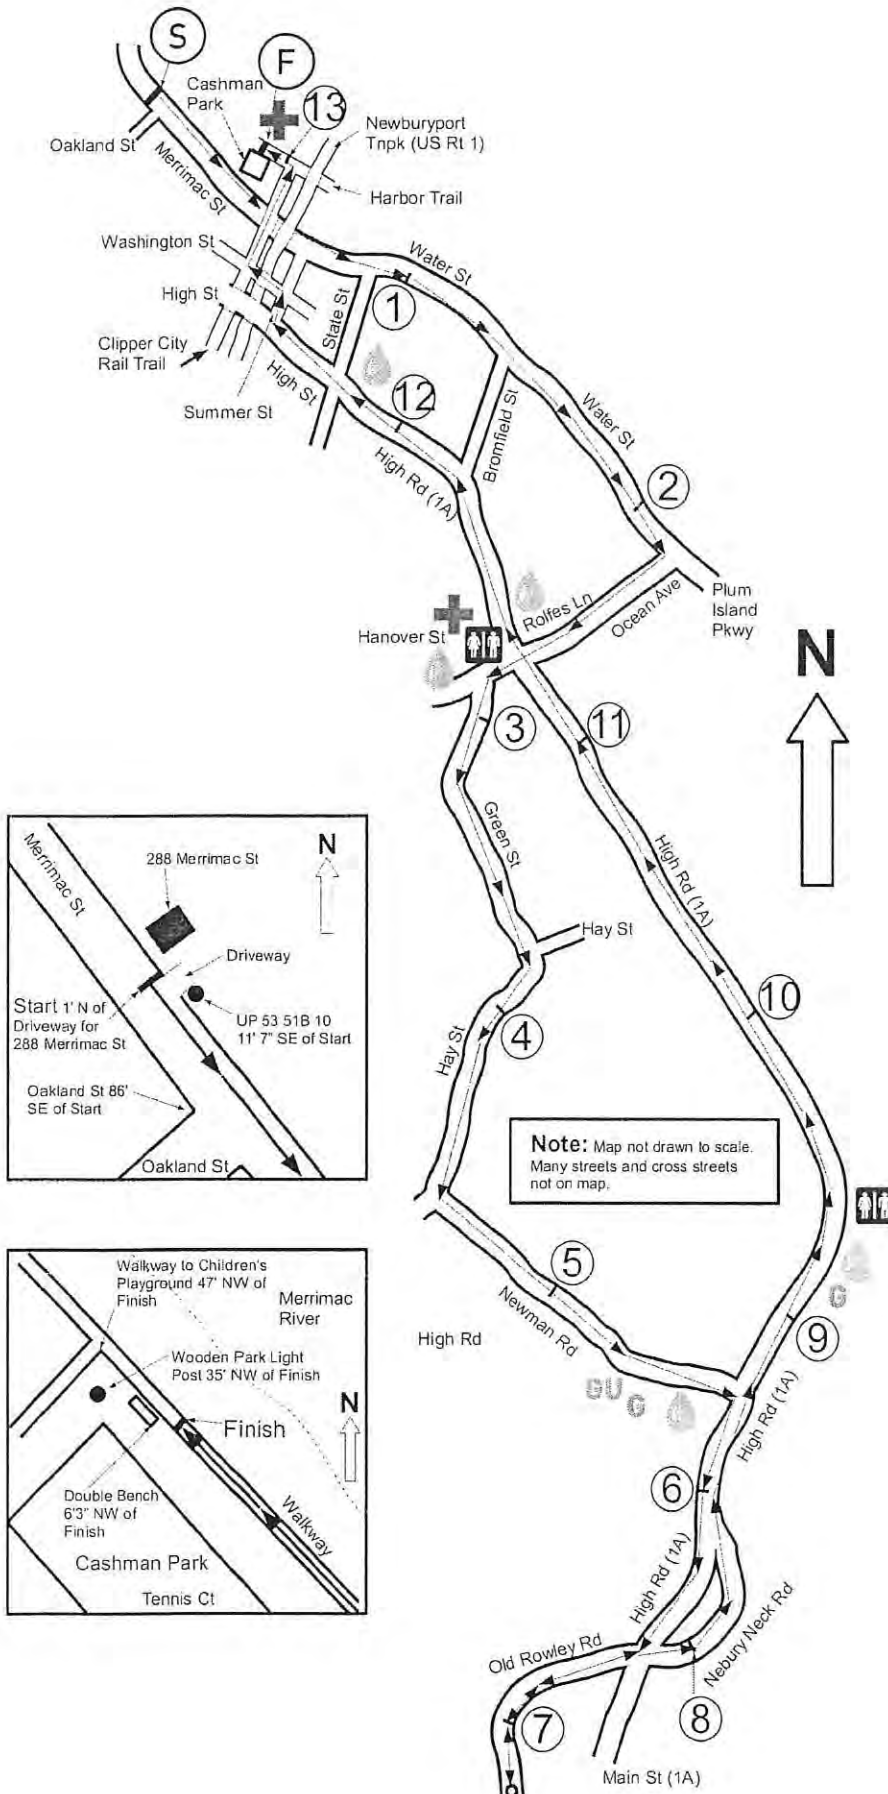 S
F
Cashman
Park
13
Newburyport
Tnpk (US Rt 1)
Oakland St
Merrimac St
Harbor Trail
Washington St
Water St
High St
State St
1
Clipper City
Rail Trail
High St
Summer St
12
Bromfield St
Water St
High Rd (1A)
2
Rolfes Ln
Ocean Ave
Plum
Island
Pkwy
Hanover St
N
3
11
Green St
High Rd (1A)
Hay St
10
4
Hay St
Note: Map not drawn to scale.
Many streets and cross streets
not on map.
5
Newman Rd
High Rd
G
9
GU
G
High Rd (1A)
6
High Rd (1A)
Old Rowley Rd
Nebury Neck Rd
7
8
Main St (1A)
Merrimac St
N
288 Merrimac St
Driveway
Start 1' N of
Driveway for
288 Merrimac St
UP 53 51B 10
11' 7" SE of Start
Oakland St 86'
SE of Start
Oakland St
Walkway to Children's
Playground 47' NW of
Finish
Merrimac
River
Wooden Park Light
Post 35' NW of Finish
N
Finish
Double Bench
6'3" NW of
Finish
Walkway
Cashman Park
Tennis Ct